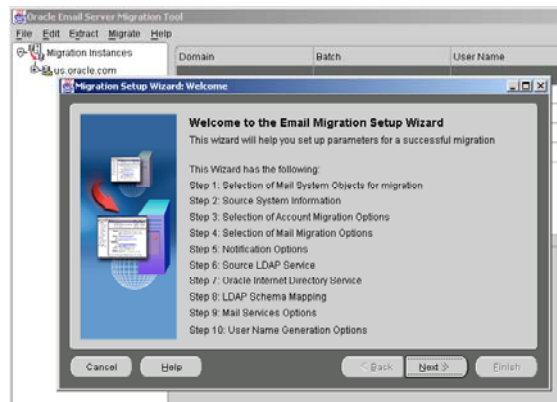 Oracle Email Server Migration Tool
File Edit Extract Migrate Help
Migration Instances
us.oracle.com
Domain Batch User Name
Migration Setup Wizard: Welcome
Welcome to the Email Migration Setup Wizard
This wizard will help you set up parameters for a successful migration
This Wizard has the following:
Step 1: Selection of Mail System Objects for migration
Step 2: Source System Information
Step 3: Selection of Account Migration Options
Step 4: Selection of Mail Migration Options
Step 5: Notification Options
Step 6: Source LDAP Service
Step 7: Oracle Internet Directory Service
Step 8: LDAP Schema Mapping
Step 9: Mail Services Options
Step 10: User Name Generation Options
Cancel Help Back Next Finish